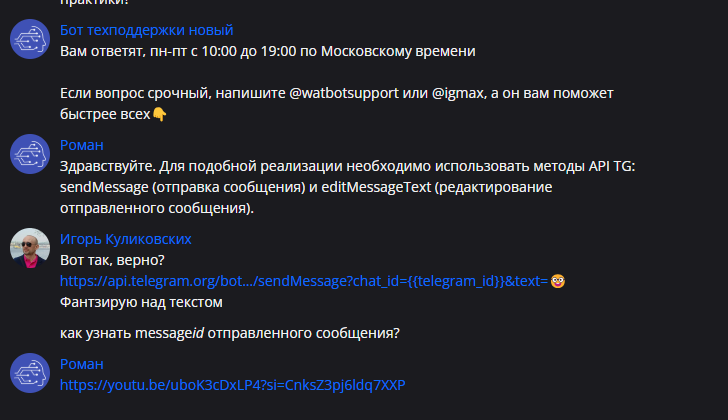 практики?
Бот техподдержки новый
Вам ответят, пн-пт с 10:00 до 19:00 по Московскому времени
Если вопрос срочный, напишите @watbotsupport или @igmax, а он вам поможет
быстрее всех👇
Роман
Здравствуйте. Для подобной реализации необходимо использовать методы API TG:
sendMessage (отправка сообщения) и editMessageText (редактирование
отправленного сообщения).
Игорь Куликовских
Вот так, верно?
https://api.telegram.org/bot.../sendMessage?chat_id={{telegram_id}}&text=🤓
Фантзирую над текстом
как узнать messageid отправленного сообщения?
Роман
https://youtu.be/uboK3cDxLP4?si=CnksZ3pj6ldq7XXP